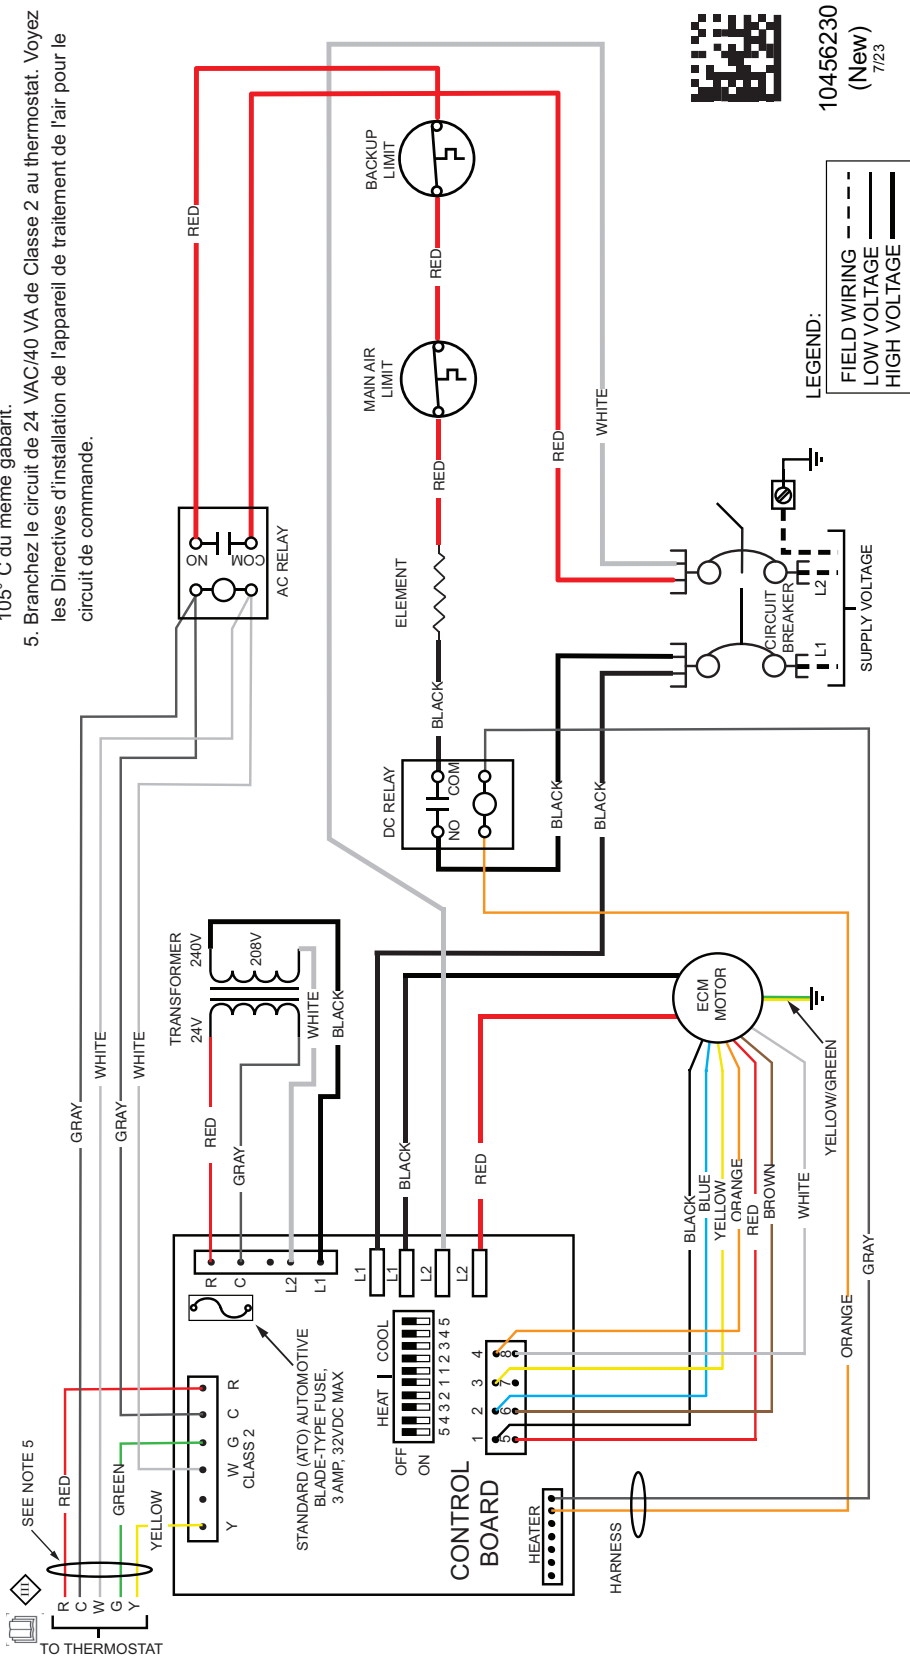 105° C du même gabarit.
5. Branchez le circuit de 24 VAC/40 VA de Classe 2 au thermostat. Voyez
les Directives d'installation de l'appareil de traitement de l'air pour le
circuit de commande.
10456230
(New)
7/23
LEGEND:
FIELD WIRING
LOW VOLTAGE
HIGH VOLTAGE
TO THERMOSTAT
R
C
W
G
Y
III
SEE NOTE 5
RED
GREEN
YELLOW
GRAY
WHITE
GRAY
WHITE
Y
W
G
C
R
CLASS 2
STANDARD (ATO) AUTOMOTIVE
BLADE-TYPE FUSE,
3 AMP, 32VDC MAX
R
C
L2
L1
RED
GRAY
WHITE
BLACK
TRANSFORMER
24V
240V
208V
AC RELAY
NO
COM
RED
BACKUP
LIMIT
RED
MAIN AIR
LIMIT
RED
ELEMENT
BLACK
DC RELAY
NO
COM
RED
WHITE
BLACK
BLACK
CIRCUIT
BREAKER
L1
L2
SUPPLY VOLTAGE
L1
L1
L2
L2
BLACK
RED
HEAT
COOL
OFF
ON
5 4 3 2 1 1 2 3 4 5
1
2
3
4
5
6
7
8
CONTROL
BOARD
HEATER
HARNESS
ECM
MOTOR
YELLOW/GREEN
BLACK
BLUE
YELLOW
ORANGE
RED
BROWN
WHITE
ORANGE
GRAY